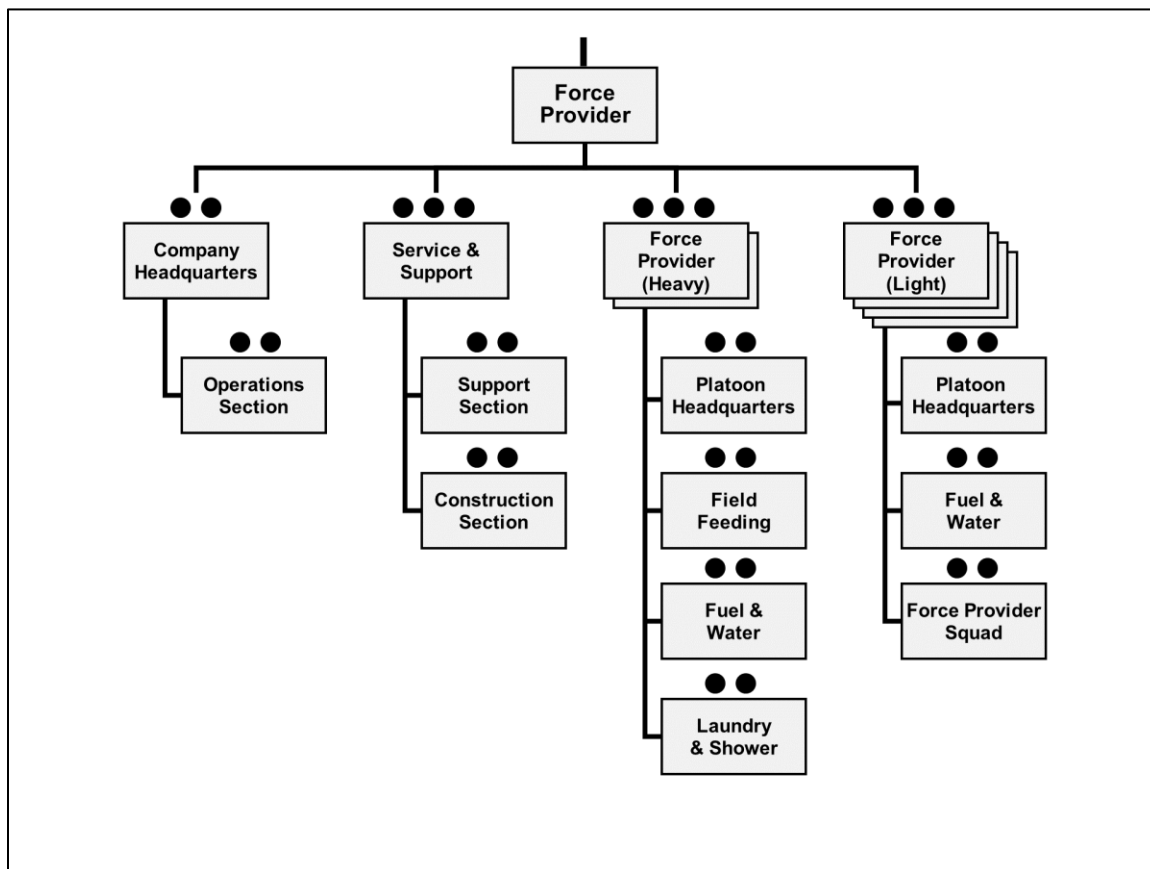 Force
Provider
Company
Headquarters
Service &
Support
Force
Provider
(Heavy)
Force
Provider
(Light)
Operations
Section
Support
Section
Platoon
Headquarters
Platoon
Headquarters
Construction
Section
Field
Feeding
Fuel &
Water
Fuel &
Water
Force Provider
Squad
Laundry
& Shower